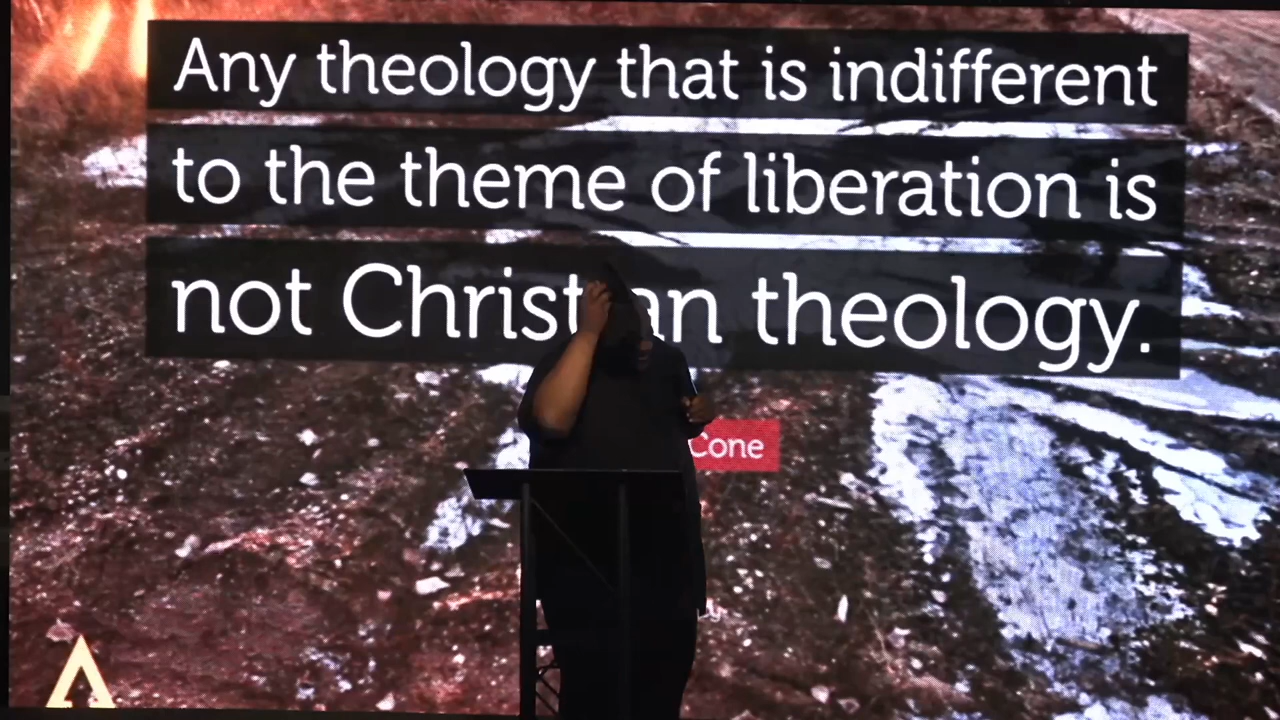 Any theology that is indifferent
to the theme of liberation is
not Christian theology.
Cone